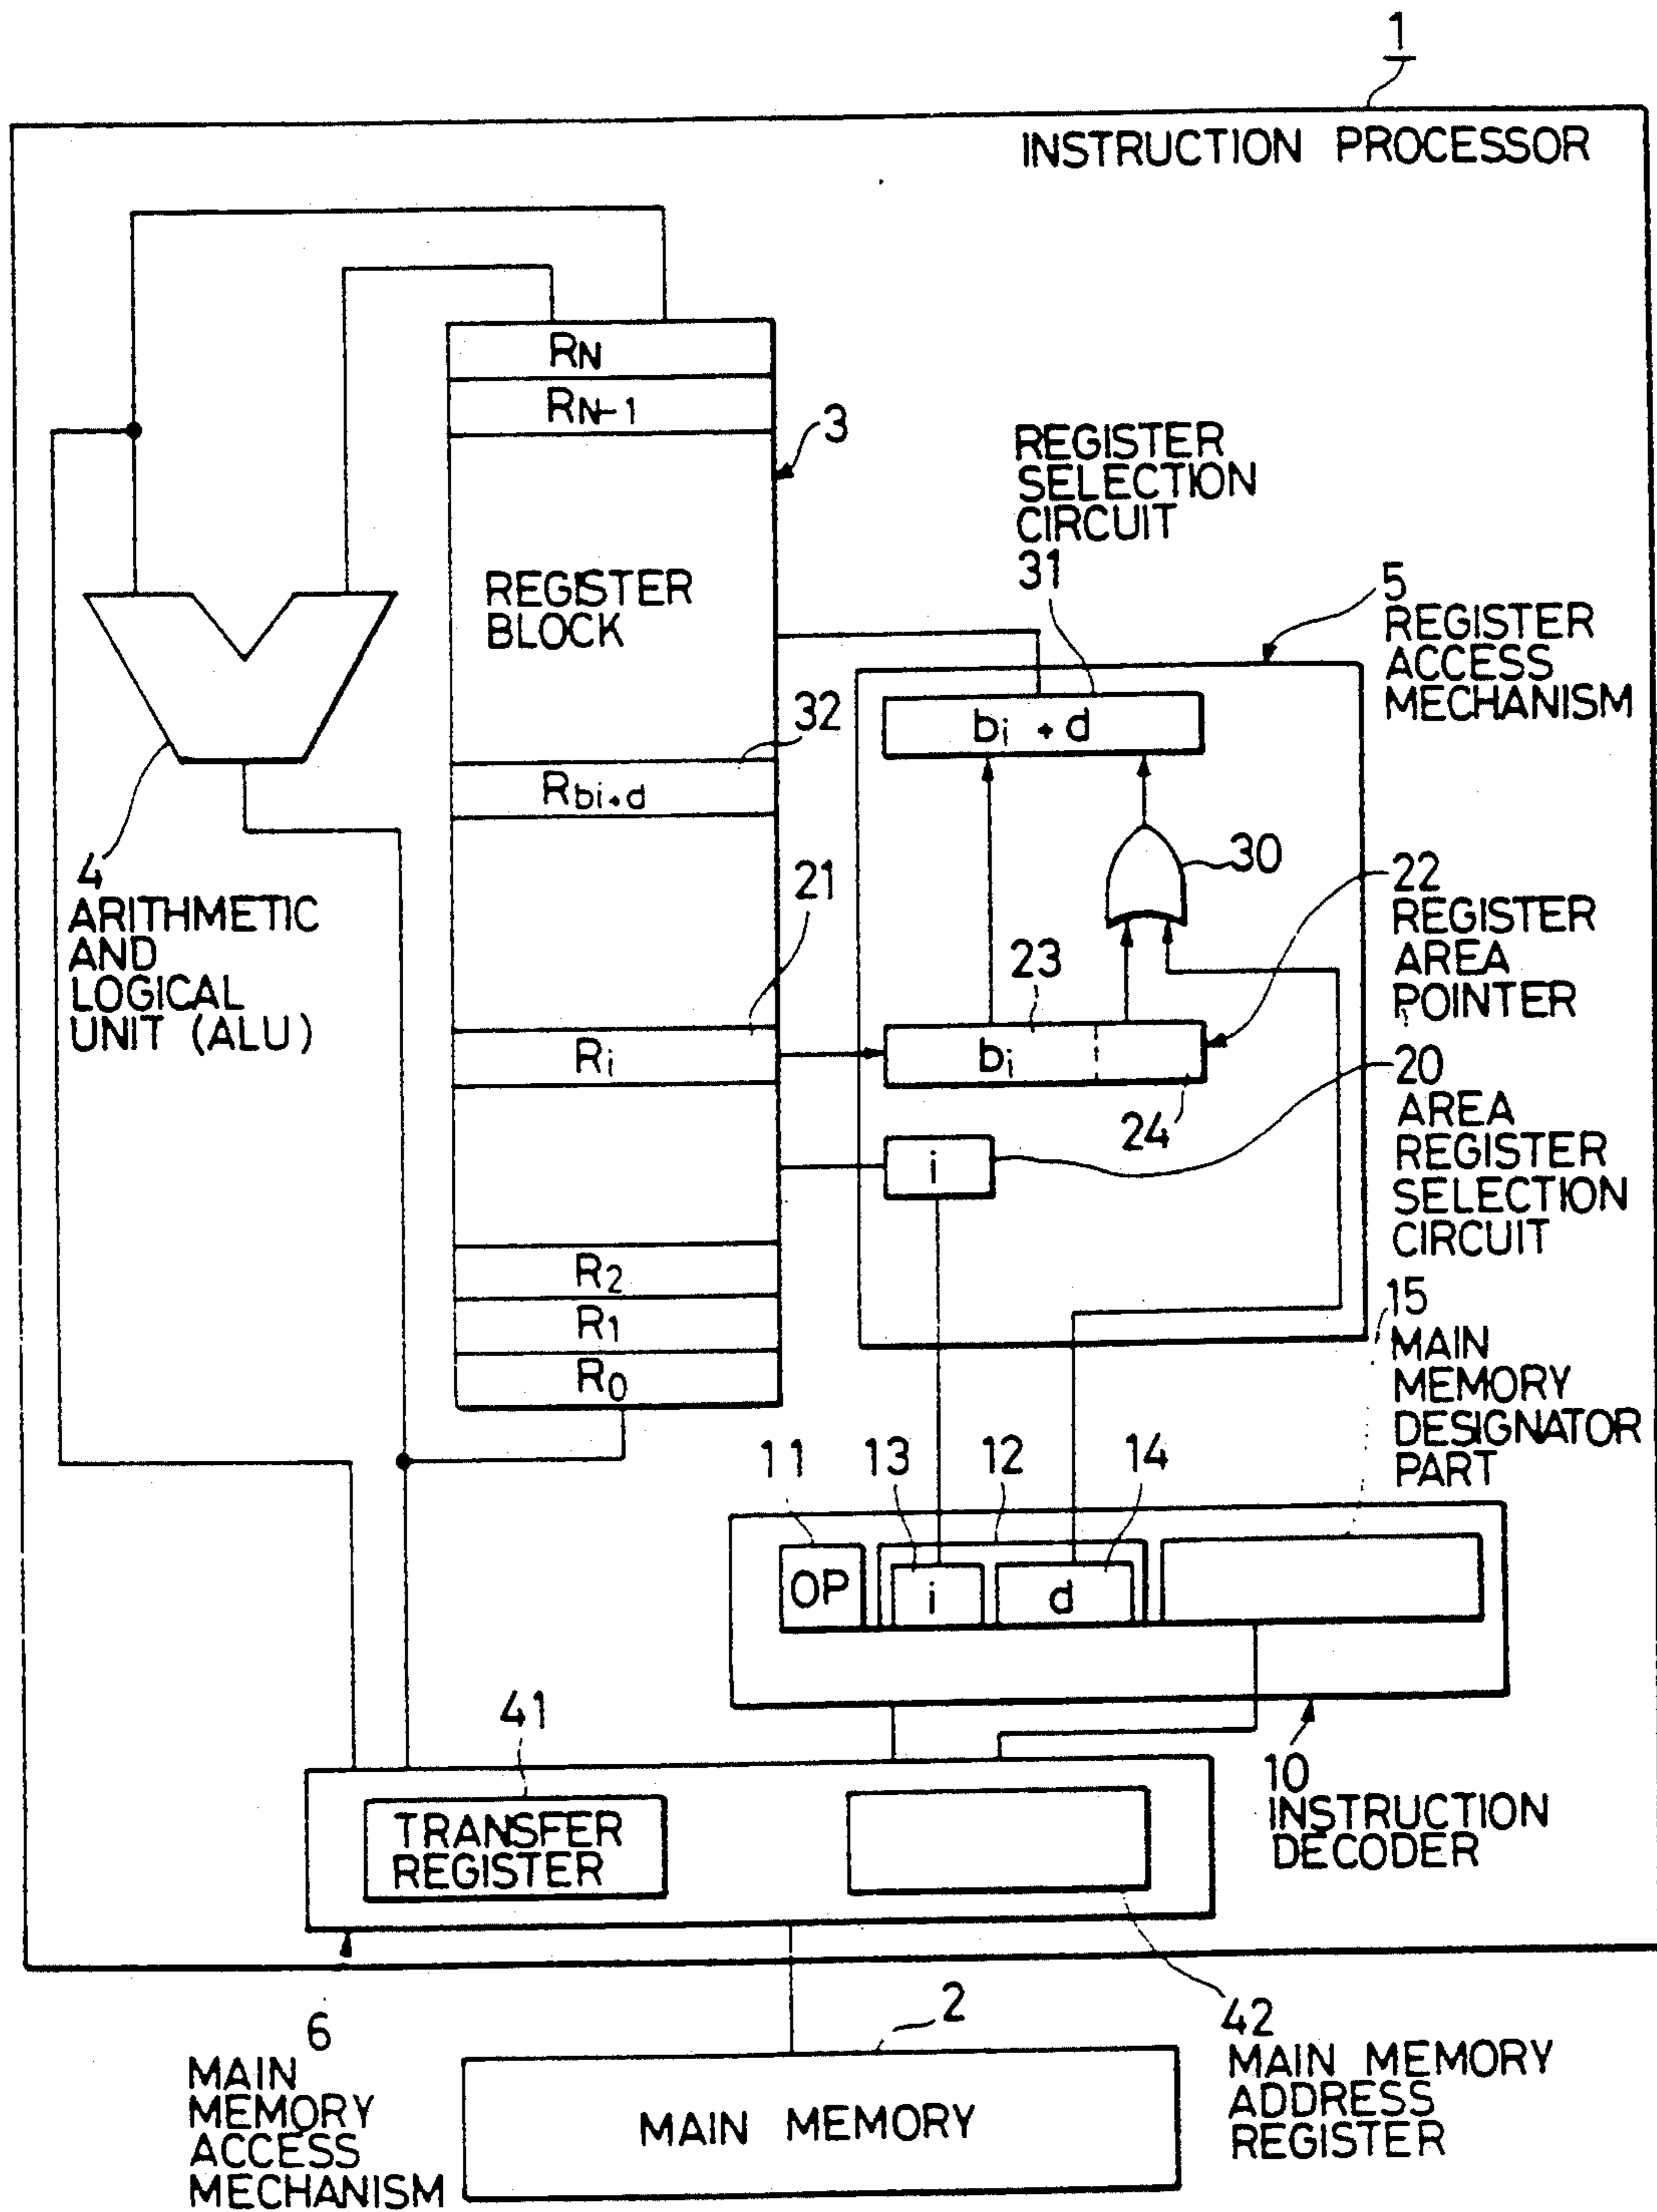 1
INSTRUCTION PROCESSOR
RN
RN-1
3
REGISTER
BLOCK
REGISTER
SELECTION
CIRCUIT
31
5
REGISTER
ACCESS
MECHANISM
bi + d
32
Rbi+d
4
ARITHMETIC
AND
LOGICAL
UNIT (ALU)
30
21
22
REGISTER
AREA
POINTER
23
Ri
bi
24
20
AREA
REGISTER
SELECTION
CIRCUIT
i
R2
R1
R0
15
MAIN
MEMORY
DESIGNATOR
PART
11
13
12
14
OP
i
d
41
TRANSFER
REGISTER
10
INSTRUCTION
DECODER
6
MAIN
MEMORY
ACCESS
MECHANISM
2
MAIN MEMORY
42
MAIN MEMORY
ADDRESS
REGISTER